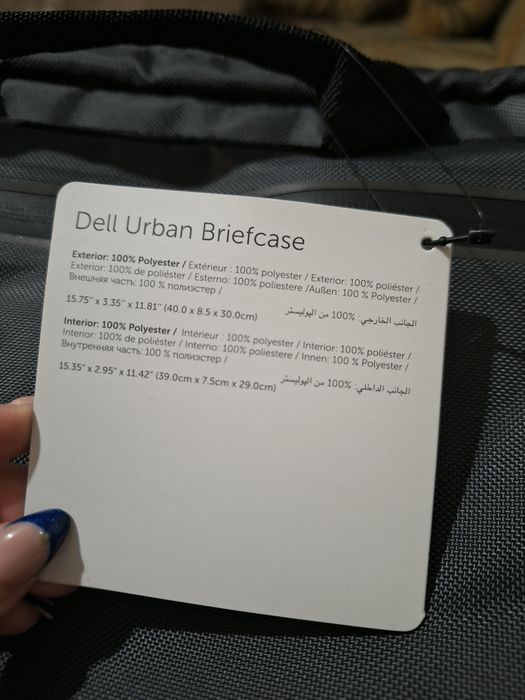 Dell Urban Briefcase
Exterior: 100% Polyester / Extérieur : 100% polyester / Exterior: 100% poliéster /
Exterior: 100% de poliéster / Esterno: 100% poliestere /Außen: 100 % Polyester /
Внешняя часть: 100 % полиэстер /
الجانب الخارجي: %100 من البوليستر
15.75" x 3.35" x 11.81" (40.0 x 8.5 x 30.0cm)
Interior: 100% Polyester / Intérieur : 100% polyester / Interior: 100% poliéster /
Interior: 100% de poliéster / Interno: 100% poliestere / Innen: 100 % Polyester /
Внутренняя часть: 100 % полиэстер /
الجانب الداخلي: %100 من البوليستر
15.35" x 2.95" x 11.42" (39.0cm x 7.5cm x 29.0cm)